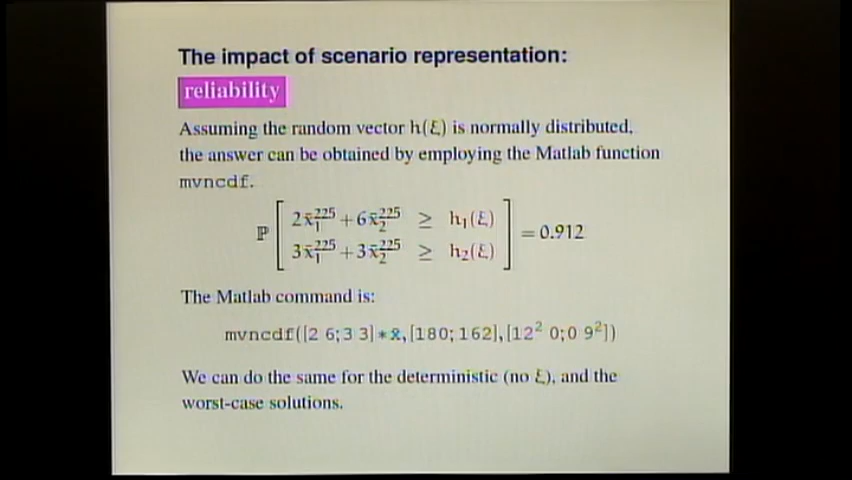 The impact of scenario representation:
reliability
Assuming the random vector h(ξ) is normally distributed,
the answer can be obtained by employing the Matlab function
mvncdf.
ℙ [ 2x̄₁²²⁵ + 6x̄₂²²⁵ ≥ h₁(ξ)
3x̄₁²²⁵ + 3x̄₂²²⁵ ≥ h₂(ξ) ] = 0.912
The Matlab command is:
mvncdf([2 6;3 3]*x̄,[180;162],[12² 0;0 9²])
We can do the same for the deterministic (no ξ), and the
worst-case solutions.